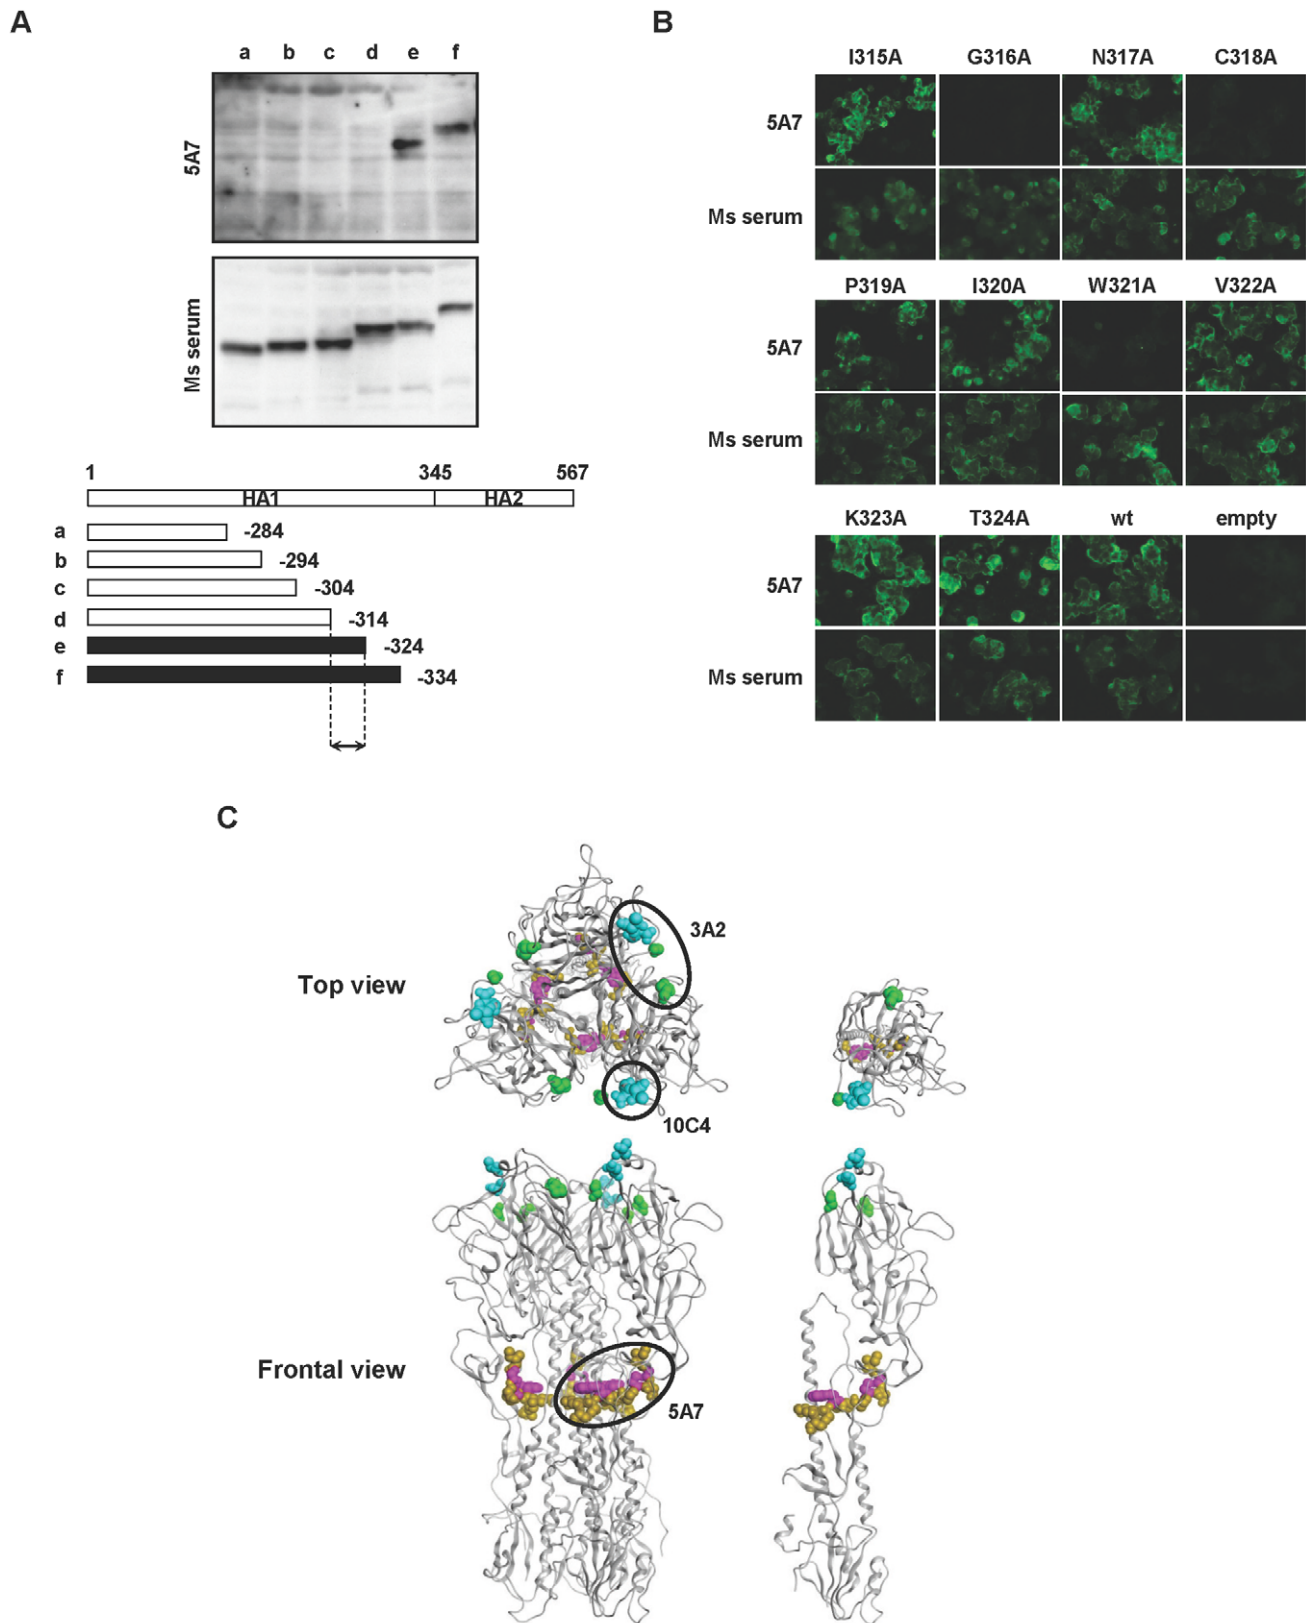 A
a b c d e f
5A7
Ms serum
1 345 567
HA1 HA2
a -284
b -294
c -304
d -314
e -324
f -334
B
I315A G316A N317A C318A
5A7
Ms serum
P319A I320A W321A V322A
5A7
Ms serum
K323A T324A wt empty
5A7
Ms serum
C
3A2
Top view
10C4
Frontal view
5A7